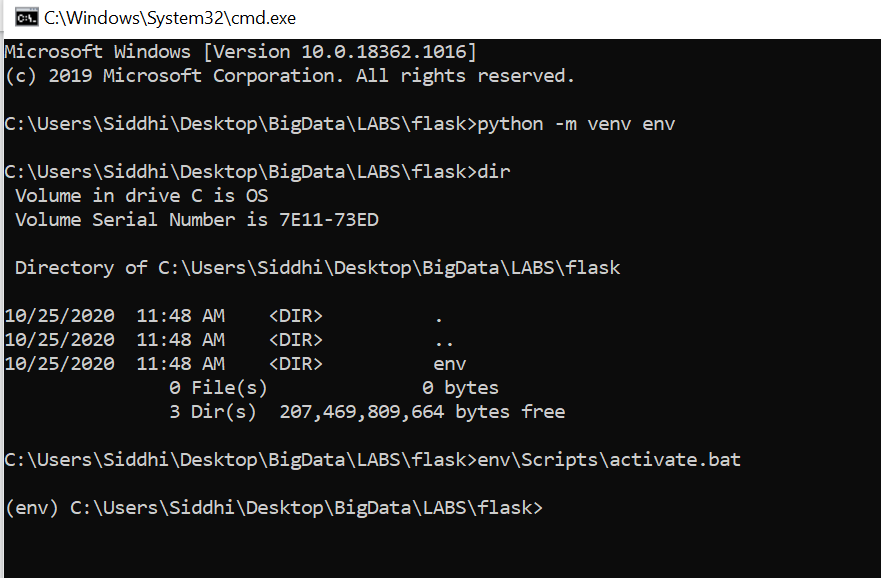 C:\Windows\System32\cmd.exe
Microsoft Windows [Version 10.0.18362.1016]
(c) 2019 Microsoft Corporation. All rights reserved.
C:\Users\Siddhi\Desktop\BigData\LABS\flask>python -m venv env
C:\Users\Siddhi\Desktop\BigData\LABS\flask>dir
Volume in drive C is OS
Volume Serial Number is 7E11-73ED
Directory of C:\Users\Siddhi\Desktop\BigData\LABS\flask
10/25/2020  11:48 AM    <DIR>          .
10/25/2020  11:48 AM    <DIR>          ..
10/25/2020  11:48 AM    <DIR>          env
0 File(s)              0 bytes
3 Dir(s)  207,469,809,664 bytes free
C:\Users\Siddhi\Desktop\BigData\LABS\flask>env\Scripts\activate.bat
(env) C:\Users\Siddhi\Desktop\BigData\LABS\flask>